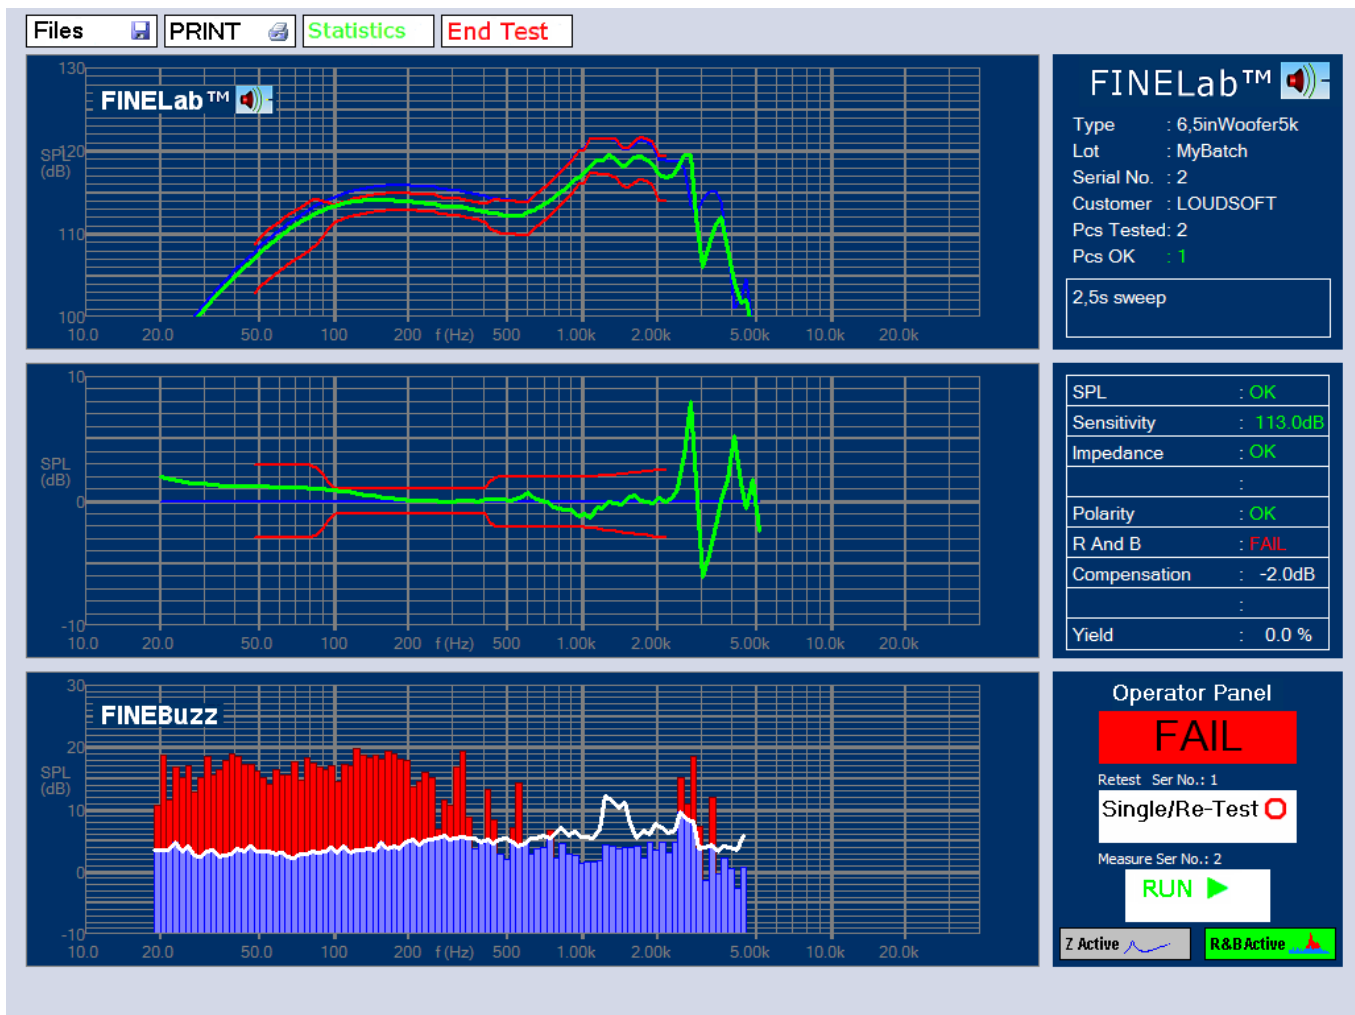 Files
PRINT
Statistics
End Test
130
FINELab™
SPL
(dB)
120
110
100
10.0 20.0 50.0 100 200 f (Hz) 500 1.00k 2.00k 5.00k 10.0k 20.0k
FINELab™
Type : 6,5inWoofer5k
Lot : MyBatch
Serial No. : 2
Customer : LOUDSOFT
Pcs Tested: 2
Pcs OK : 1
2,5s sweep
10
SPL
(dB)
0
-10
10.0 20.0 50.0 100 200 f (Hz) 500 1.00k 2.00k 5.00k 10.0k 20.0k
SPL : OK
Sensitivity : 113.0dB
Impedance : OK
:
Polarity : OK
R And B : FAIL
Compensation : -2.0dB
:
Yield : 0.0 %
30
FINEBuzz
20
SPL
(dB)
10
0
-10
10.0 20.0 50.0 100 200 f (Hz) 500 1.00k 2.00k 5.00k 10.0k 20.0k
Operator Panel
FAIL
Retest Ser No.: 1
Single/Re-Test
Measure Ser No.: 2
RUN
Z Active
R&BActive